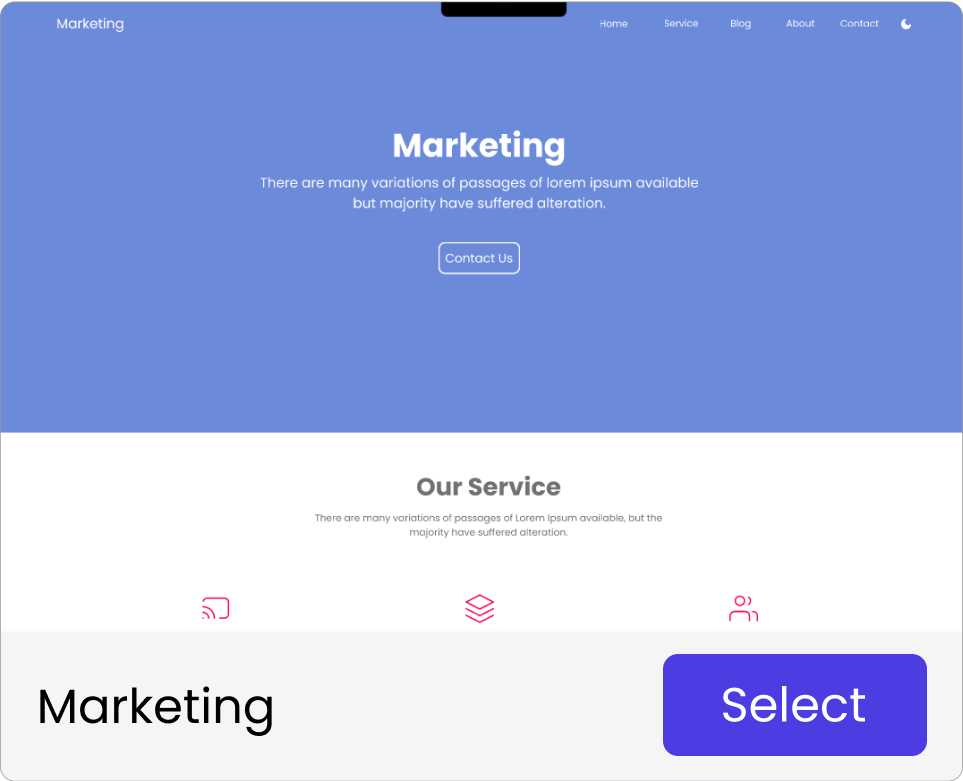 Marketing
Home Service Blog About Contact
Marketing
There are many variations of passages of lorem ipsum available
but majority have suffered alteration.
Contact Us
Our Service
There are many variations of passages of Lorem Ipsum available, but the
majority have suffered alteration.
Marketing
Select